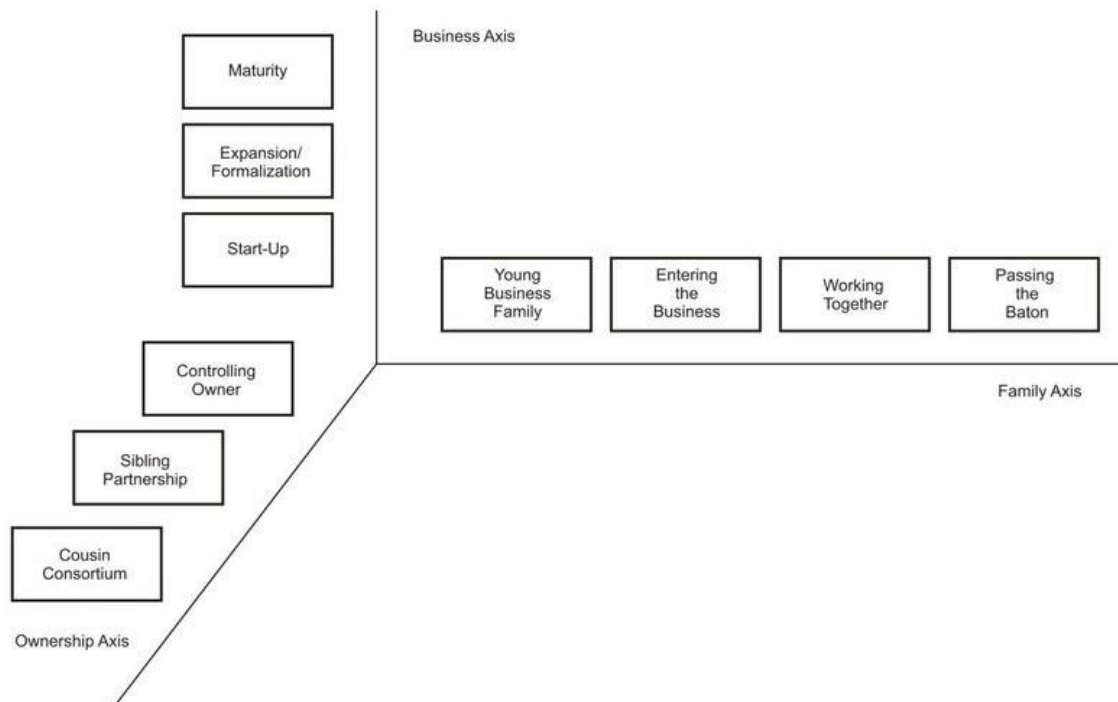 Business Axis
Maturity
Expansion/
Formalization
Start-Up
Young
Business
Family
Entering
the
Business
Working
Together
Passing
the
Baton
Controlling
Owner
Family Axis
Sibling
Partnership
Cousin
Consortium
Ownership Axis